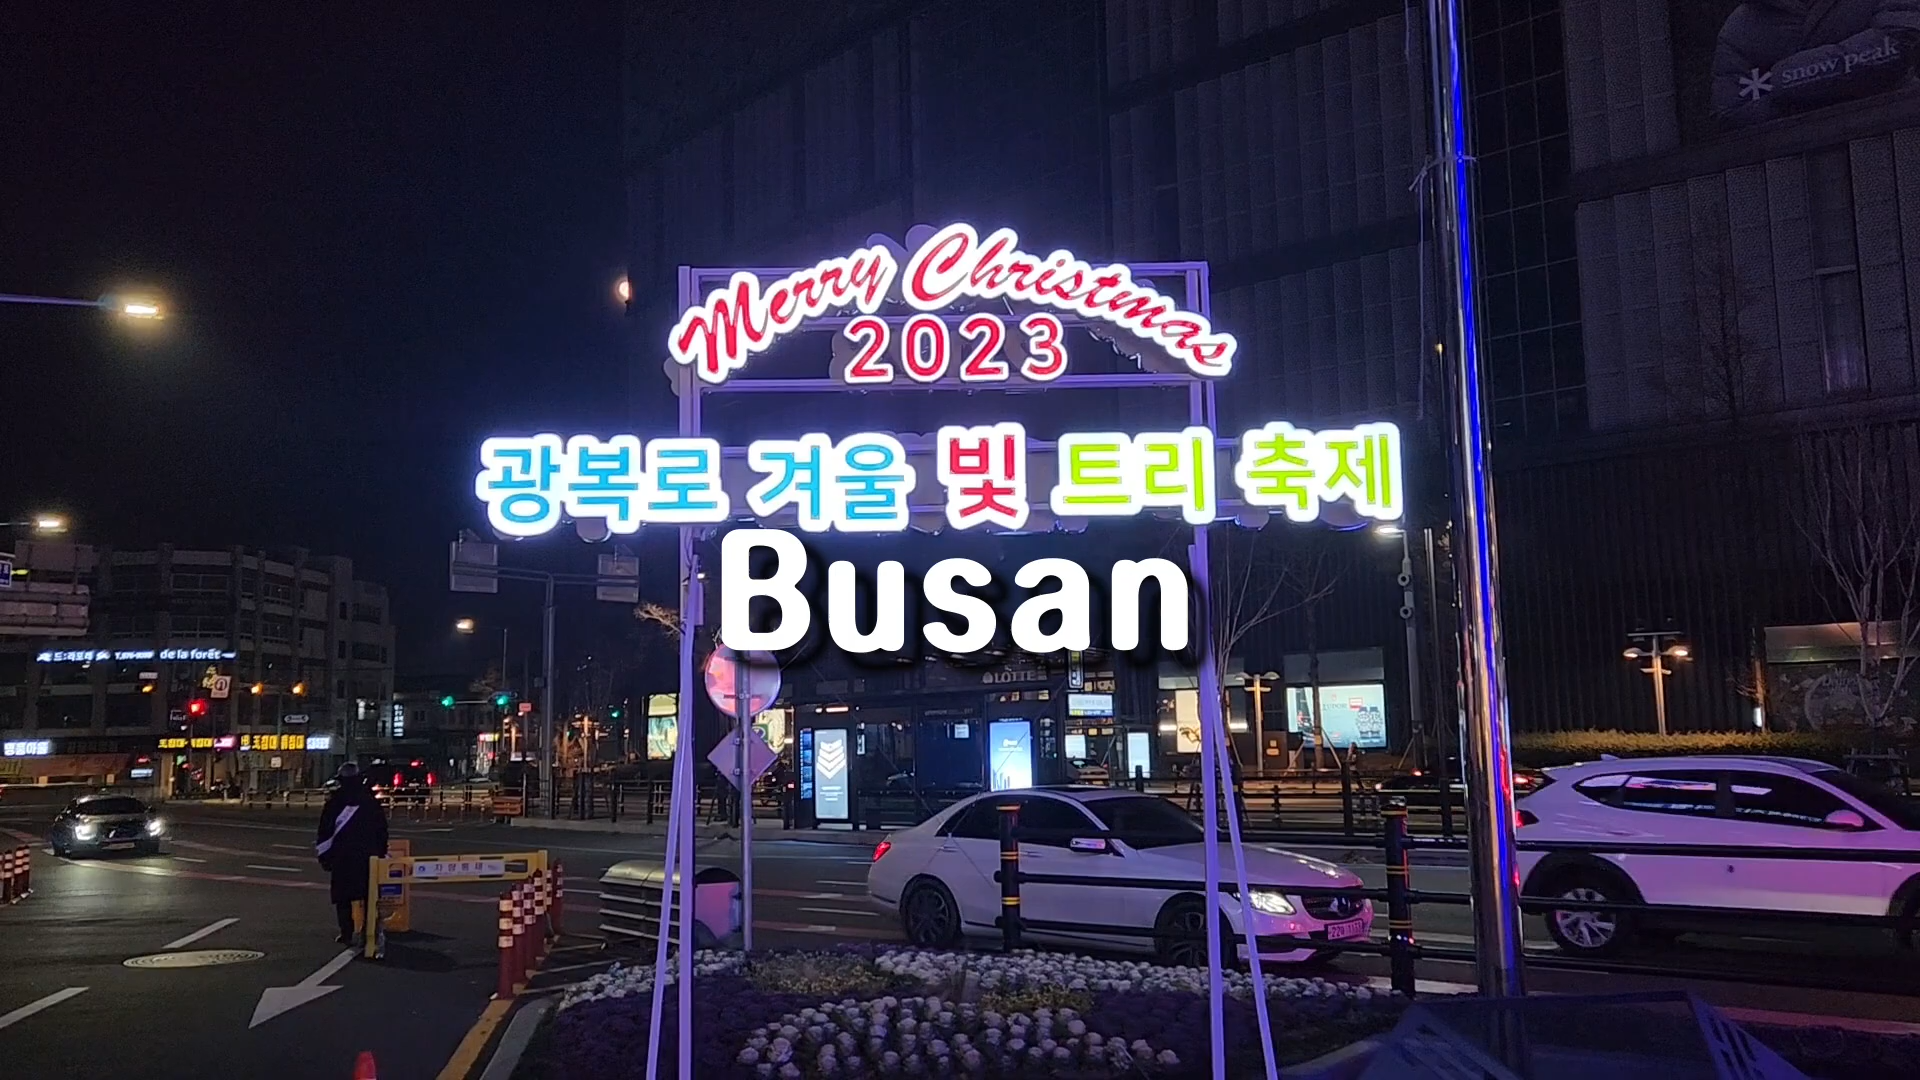 snow peak
Merry Christmas
2023
광복로 겨울 빛 트리 축제
Busan
de la forêt
LOTTE